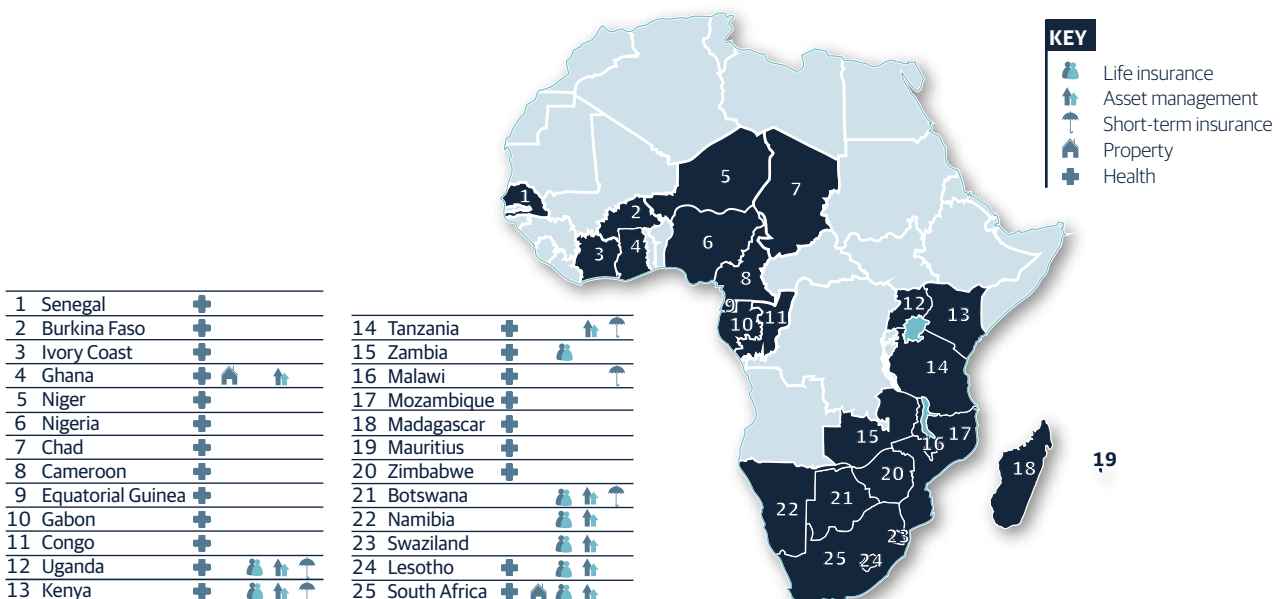 KEY
Life insurance
Asset management
Short-term insurance
Property
Health
1 Senegal
2 Burkina Faso
3 Ivory Coast
4 Ghana
5 Niger
6 Nigeria
7 Chad
8 Cameroon
9 Equatorial Guinea
10 Gabon
11 Congo
12 Uganda
13 Kenya
14 Tanzania
15 Zambia
16 Malawi
17 Mozambique
18 Madagascar
19 Mauritius
20 Zimbabwe
21 Botswana
22 Namibia
23 Swaziland
24 Lesotho
25 South Africa
1
2
3
4
5
6
7
8
9
10
11
12
13
14
15
16
17
18
19
20
21
22
23
24
25